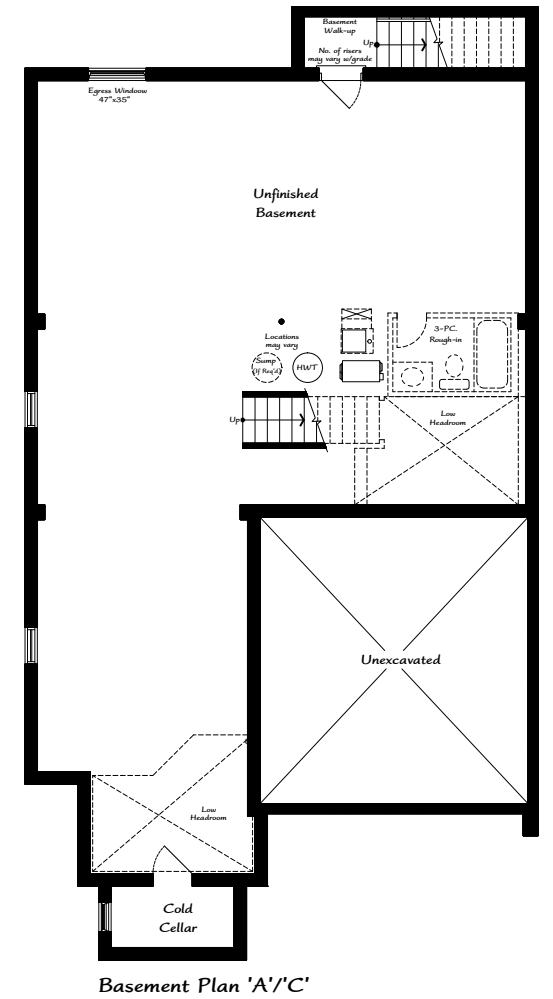 Basement
Walk-up
Up
No. of risers
may vary w/grade
Egress Windoow
47"x35"
Unfinished
Basement
Locations
may vary
Sump
(If Req'd)
HWT
3-PC.
Rough-in
Up
Low
Headroom
Unexcavated
Low
Headroom
Cold
Cellar
Basement Plan 'A'/'C'